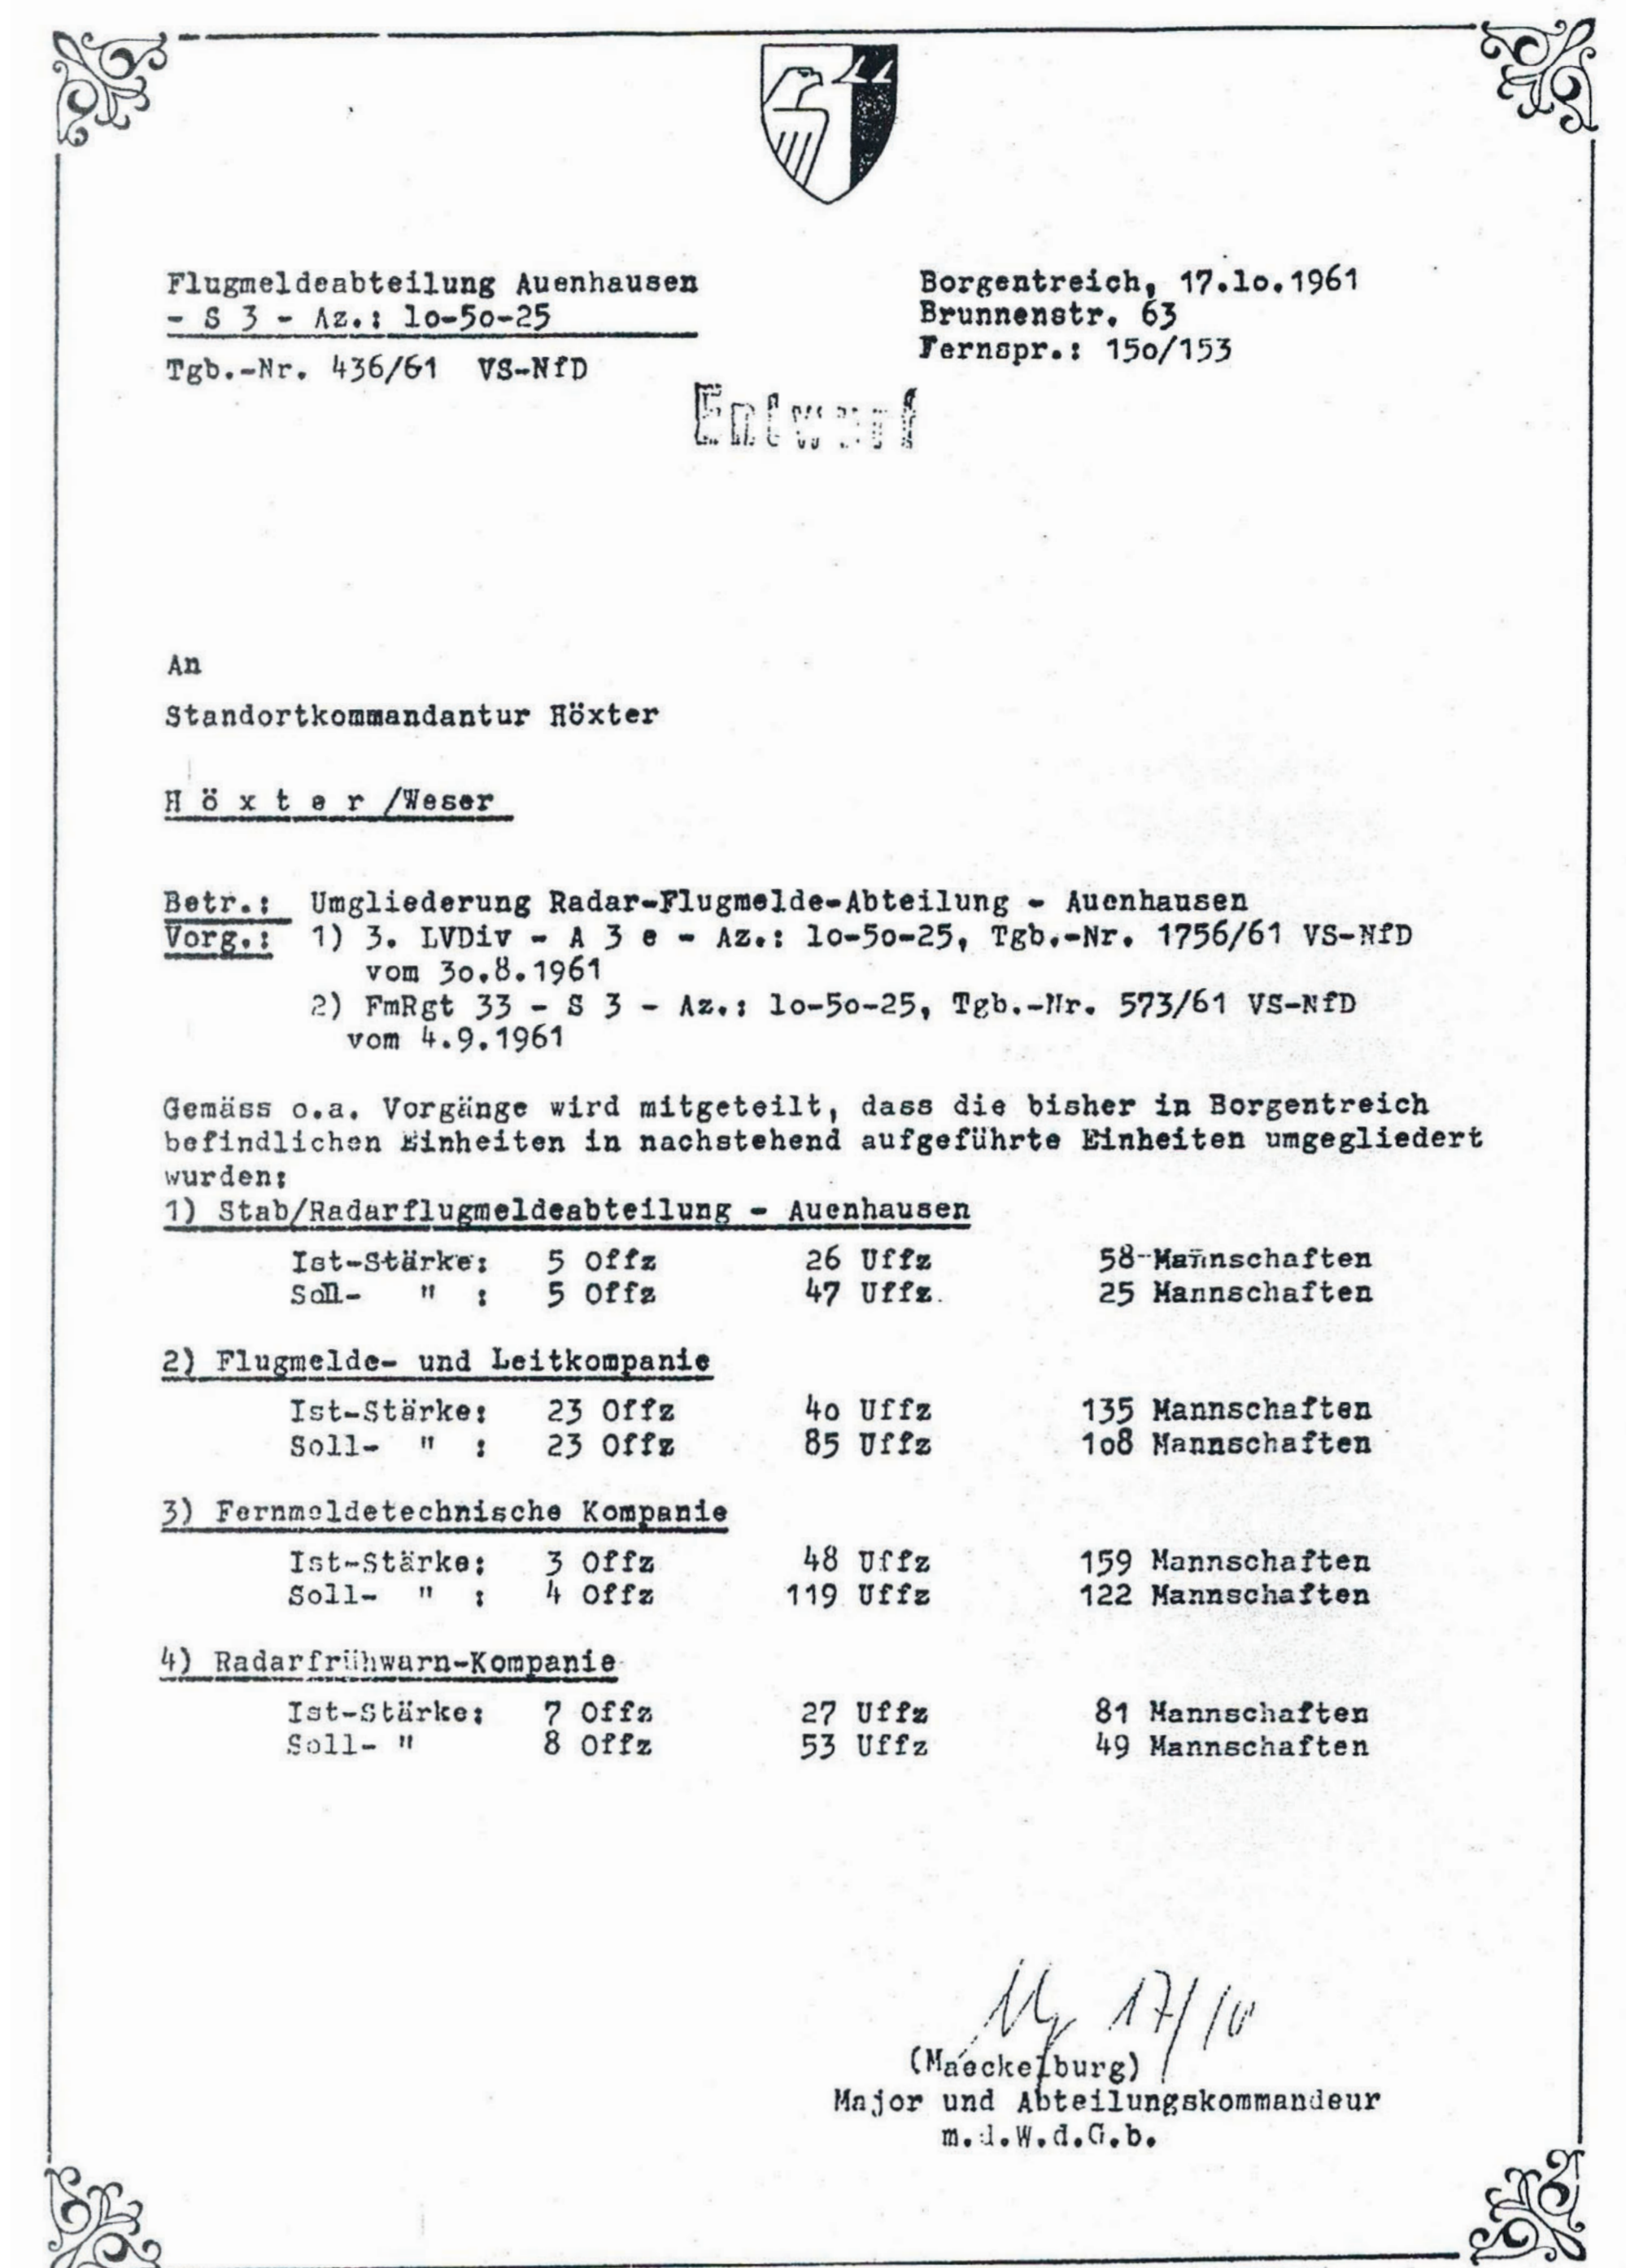 Flugmeldeabteilung Auenhausen
- S 3 - Az.: lo-5o-25
Tgb.-Nr. 436/61 VS-NfD
Borgentreich, 17.lo.1961
Brunnenstr. 63
Fernspr.: 15o/153
Entwurf
An
Standortkommandantur Höxter
H ö x t e r /Weser
Betr.: Umgliederung Radar-Flugmelde-Abteilung - Auenhausen
Vorg.: 1) 3. LVDiv - A 3 e - Az.: lo-5o-25, Tgb.-Nr. 1756/61 VS-NfD
vom 3o.8.1961
2) FmRgt 33 - S 3 - Az.: lo-5o-25, Tgb.-Nr. 573/61 VS-NfD
vom 4.9.1961
Gemäss o.a. Vorgänge wird mitgeteilt, dass die bisher in Borgentreich
befindlichen Einheiten in nachstehend aufgeführte Einheiten umgegliedert
wurden:
1) Stab/Radarflugmeldeabteilung - Auenhausen
Ist-Stärke: 5 Offz 26 Uffz 58 Mannschaften
Soll- " : 5 Offz 47 Uffz. 25 Mannschaften
2) Flugmelde- und Leitkompanie
Ist-Stärke: 23 Offz 4o Uffz 135 Mannschaften
Soll- " : 23 Offz 85 Uffz 1o8 Mannschaften
3) Fernmeldetechnische Kompanie
Ist-Stärke: 3 Offz 48 Uffz 159 Mannschaften
Soll- " : 4 Offz 119 Uffz 122 Mannschaften
4) Radarfrühwarn-Kompanie
Ist-Stärke: 7 Offz 27 Uffz 81 Mannschaften
Soll- " 8 Offz 53 Uffz 49 Mannschaften
17/10
(Maeckelburg)
Major und Abteilungskommandeur
m.d.W.d.G.b.